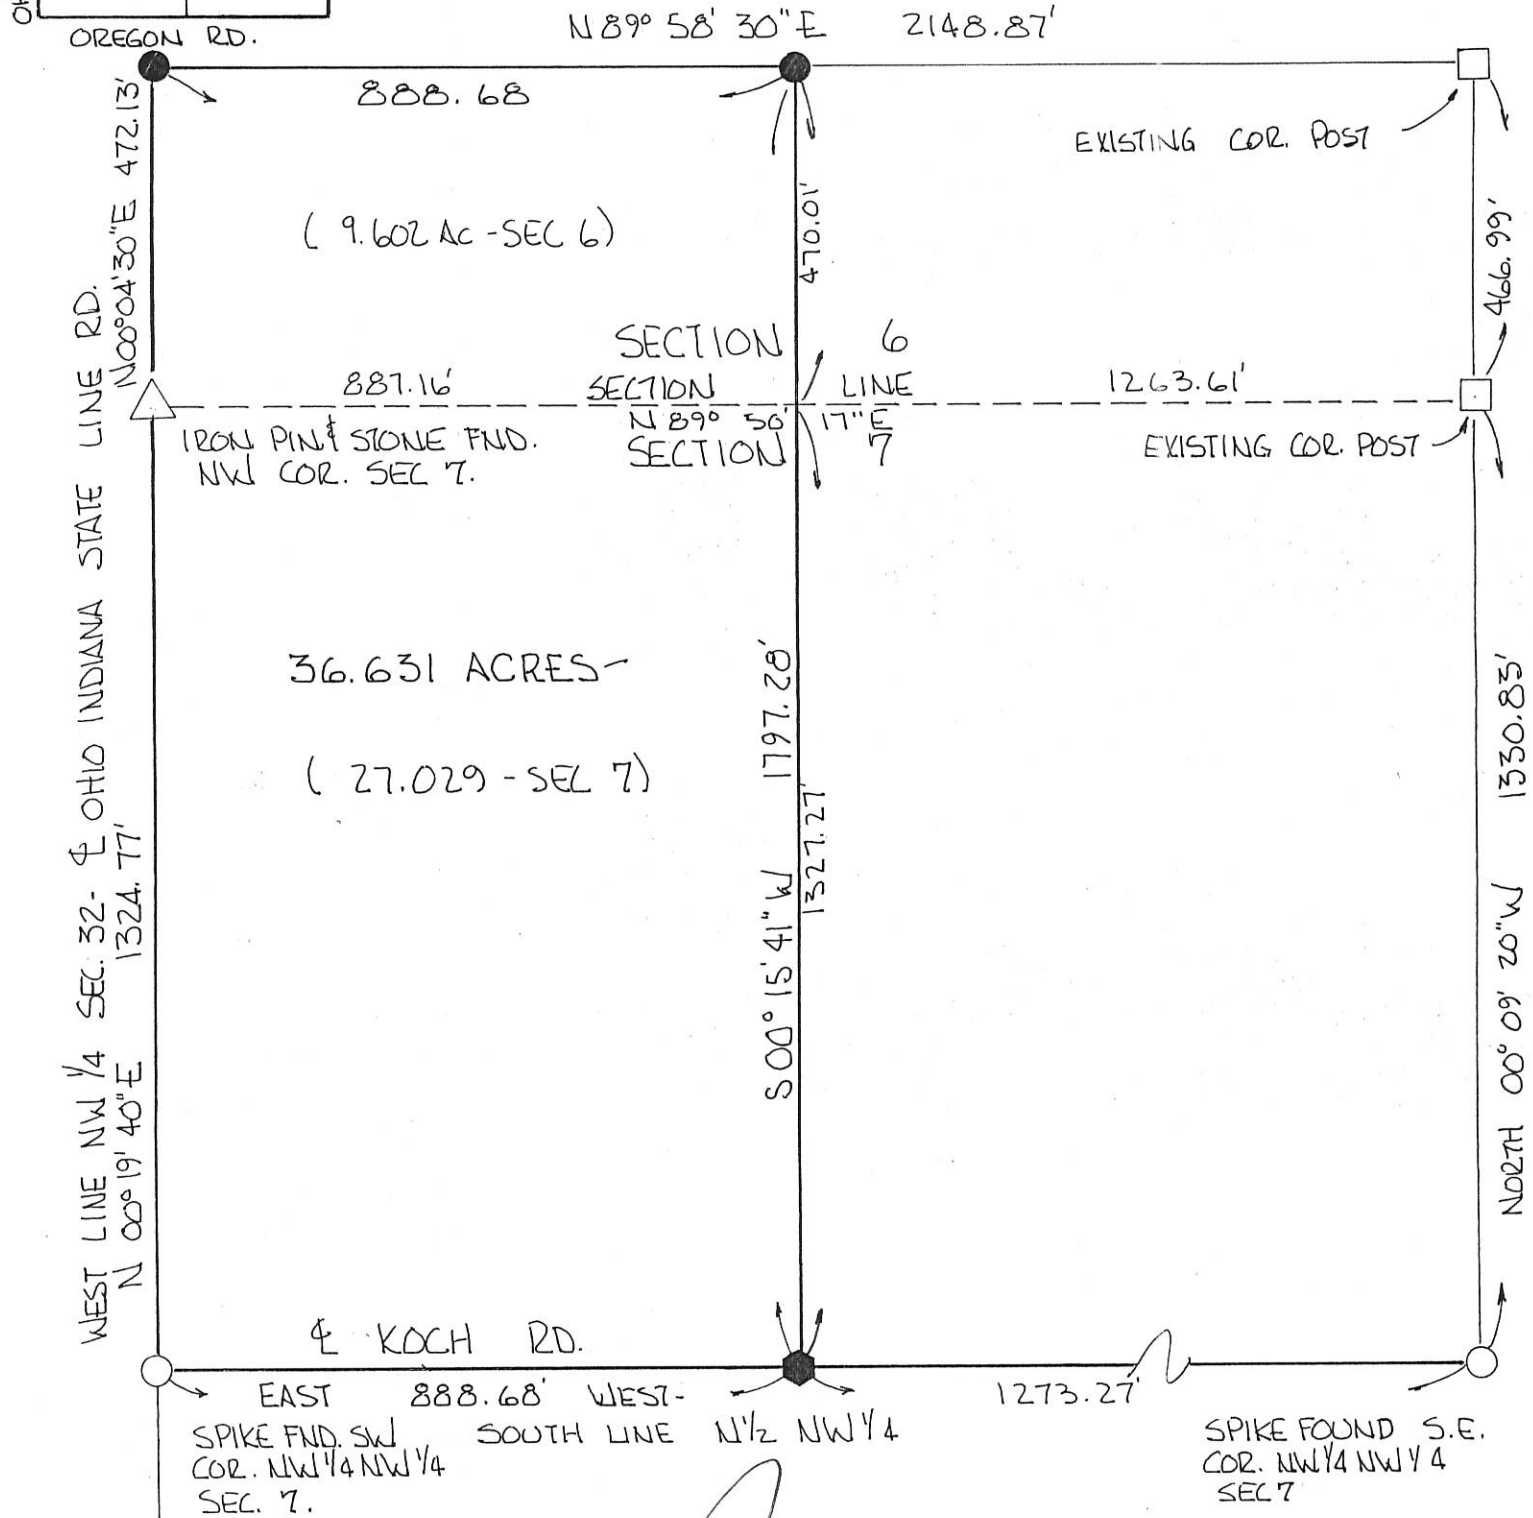 OREGON RD.
N 89° 58' 30" E 2148.87'
888.68
N00°04'30"E 472.13'
EXISTING COR. POST
(9.602 AC - SEC 6)
470.01'
466.99'
SECTION 6
887.16' SECTION LINE 1263.61'
N 89° 56' 17" E
IRON PIN & STONE FND.
NW COR. SEC 7.
SECTION 7
EXISTING COR. POST
WEST LINE NW 1/4 SEC. 32- ℄ OHIO INDIANA STATE LINE RD.
N 00° 19' 40" E 1324.77'
36.631 ACRES-
(27.029 - SEC 7)
S 00° 15' 41" W 1797.28'
1327.27'
NORTH 00° 09' 20" W 1330.85'
℄ KOCH RD.
EAST 888.68' WEST-
1273.27'
SPIKE FND. SW
COR. NW 1/4 NW 1/4
SEC. 7.
SOUTH LINE N 1/2 NW 1/4
SPIKE FOUND S.E.
COR. NW 1/4 NW 1/4
SEC 7